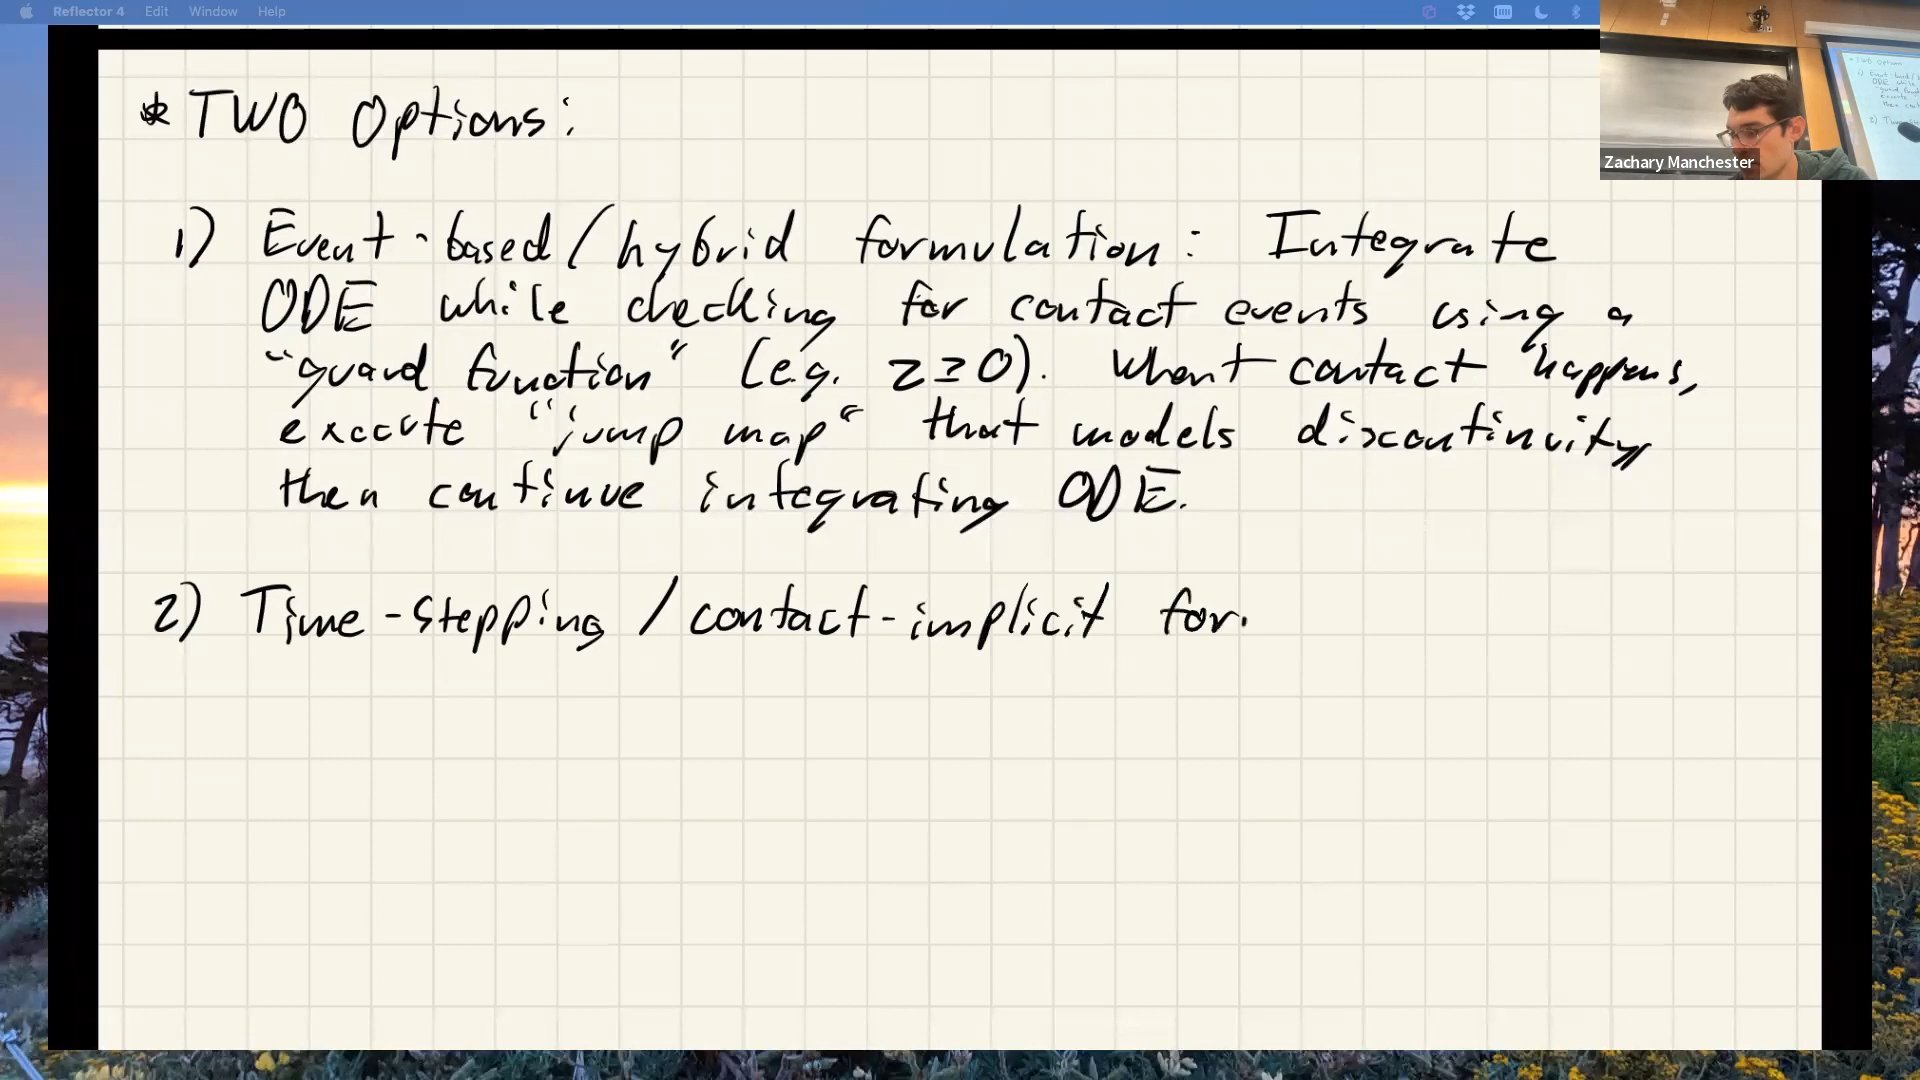 Reflector 4 Edit Window Help
* TWO Options:
Zachary Manchester
1) Event-based/hybrid formulation: Integrate
ODE while checking for contact events using a
"guard function" (e.g. z≥0). When contact happens,
execute "jump map" that models discontinuity,
then continue integrating ODE.
2) Time-stepping / contact-implicit for